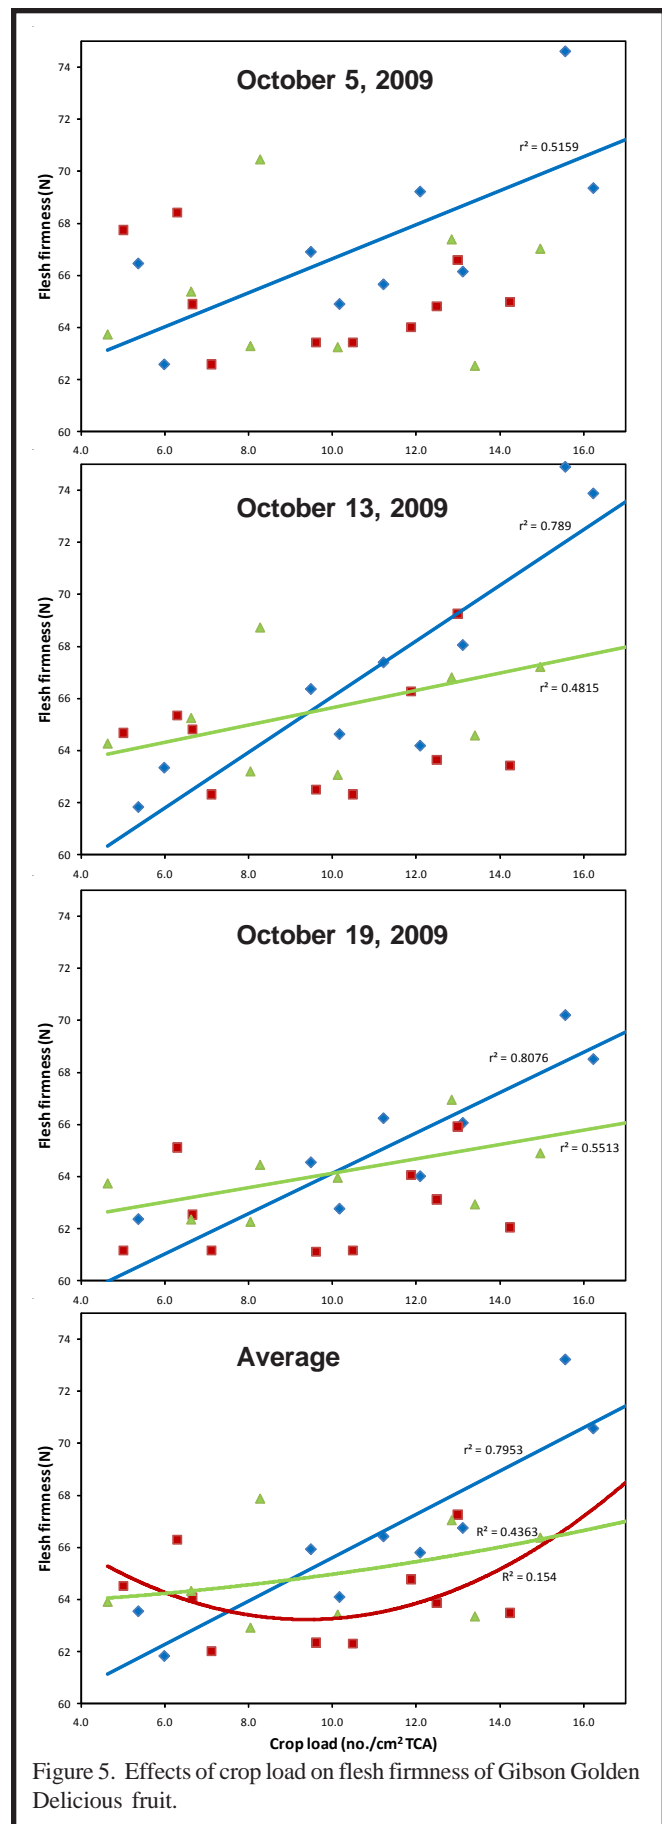 October 5, 2009
74
72
70
68
66
64
62
60
Flesh firmness (N)
r² = 0.5159
4.0 6.0 8.0 10.0 12.0 14.0 16.0
October 13, 2009
74
72
70
68
66
64
62
60
Flesh firmness (N)
r² = 0.789
r² = 0.4815
4.0 6.0 8.0 10.0 12.0 14.0 16.0
October 19, 2009
74
72
70
68
66
64
62
60
Flesh firmness (N)
r² = 0.8076
r² = 0.5513
4.0 6.0 8.0 10.0 12.0 14.0 16.0
Average
74
72
70
68
66
64
62
60
Flesh firmness (N)
r² = 0.7953
R² = 0.4363
R² = 0.154
4.0 6.0 8.0 10.0 12.0 14.0 16.0
Crop load (no./cm² TCA)
Figure 5. Effects of crop load on flesh firmness of Gibson Golden
Delicious fruit.